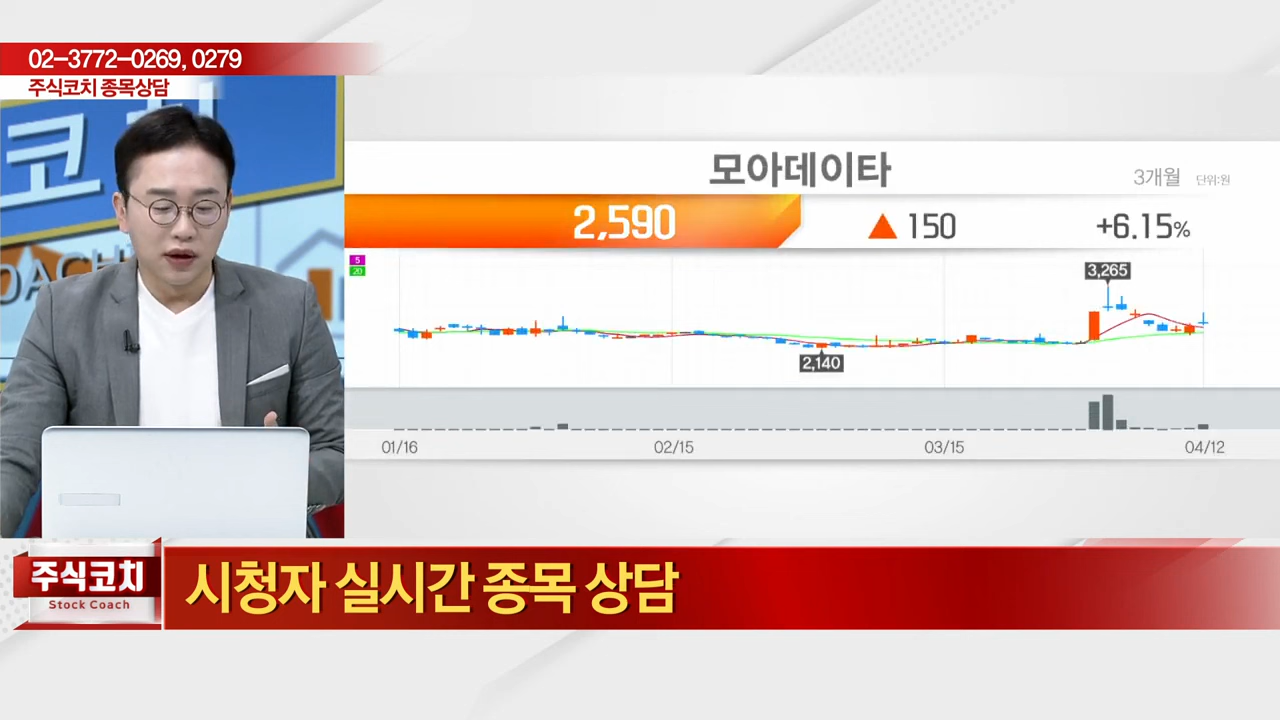 02-3772-0269, 0279
주식코치 종목상담
코치
COACH
모아데이타
3개월 단위:원
2,590 ▲ 150 +6.15%
5
20
3,265
2,140
01/16 02/15 03/15 04/12
주식코치
Stock Coach
시청자 실시간 종목 상담